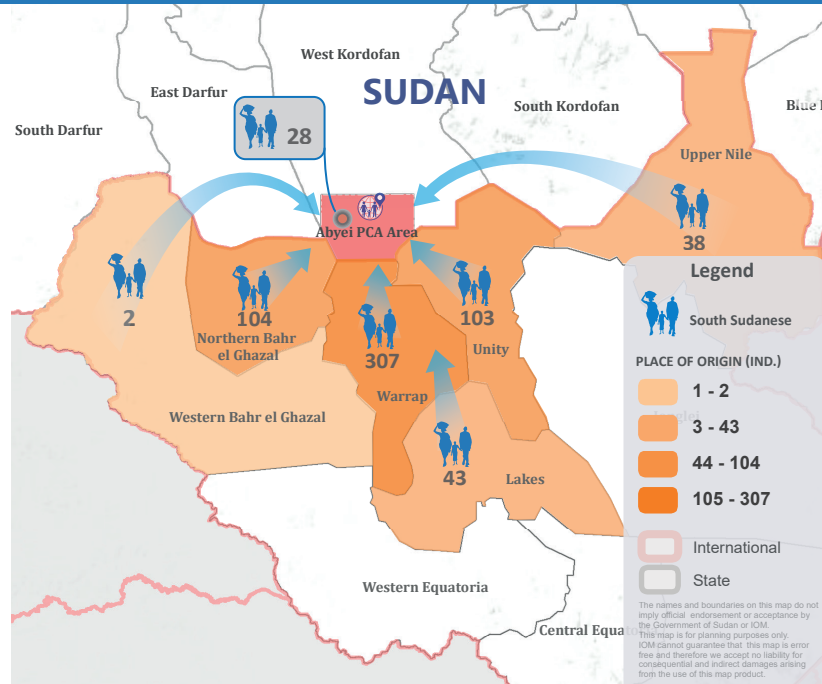 West Kordofan
SUDAN
East Darfur
South Kordofan
Blue
South Darfur
28
Upper Nile
Abyei PCA Area
38
2
104
Northern Bahr
el Ghazal
103
307
Unity
Warrap
Western Bahr el Ghazal
43
Lakes
Western Equatoria
Central Equa
Legend
South Sudanese
PLACE OF ORIGIN (IND.)
1 - 2
3 - 43
44 - 104
105 - 307
International
State
The names and boundaries on this map do not
imply official endorsement or acceptance by
the Government of Sudan or IOM.
This map is for planning purposes only.
IOM cannot guarantee that this map is error
free and therefore we accept no liability for
consequential and indirect damages arising
from the use of this map product.